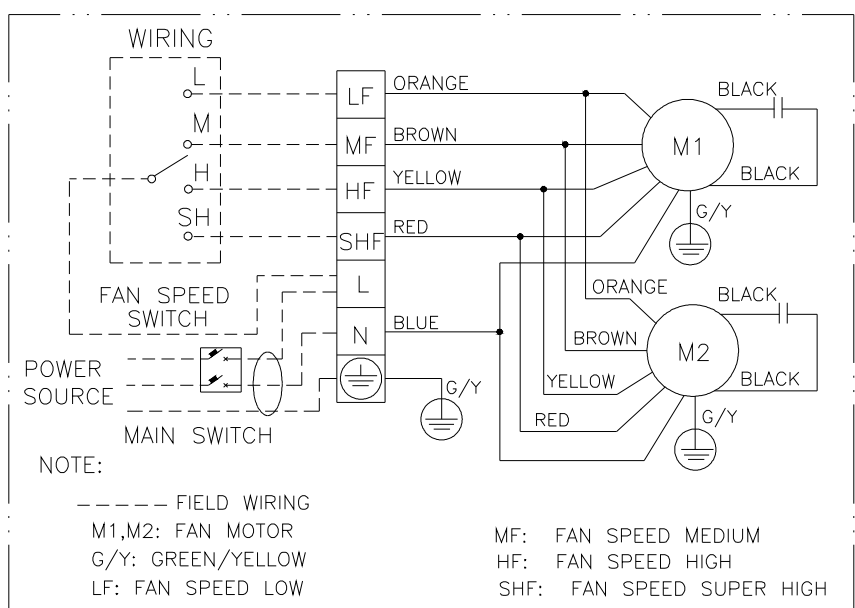 WIRING
L
M
H
SH
FAN SPEED
SWITCH
POWER
SOURCE
MAIN SWITCH
LF
MF
HF
SHF
L
N
ORANGE
BROWN
YELLOW
RED
BLUE
G/Y
M1
BLACK
BLACK
G/Y
ORANGE
BROWN
YELLOW
RED
M2
BLACK
BLACK
G/Y
NOTE:
FIELD WIRING
M1,M2: FAN MOTOR
G/Y: GREEN/YELLOW
LF: FAN SPEED LOW
MF: FAN SPEED MEDIUM
HF: FAN SPEED HIGH
SHF: FAN SPEED SUPER HIGH